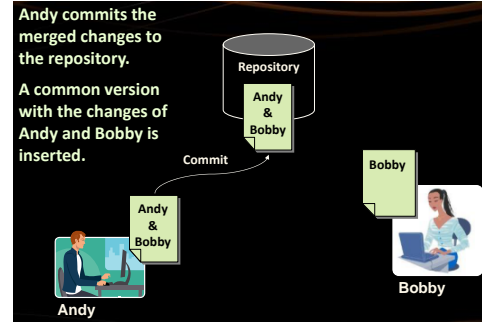 Andy commits the
merged changes to
the repository.
A common version
with the changes of
Andy and Bobby is
inserted.
Repository
Andy
&
Bobby
Commit
Bobby
Andy
&
Bobby
Andy
Bobby